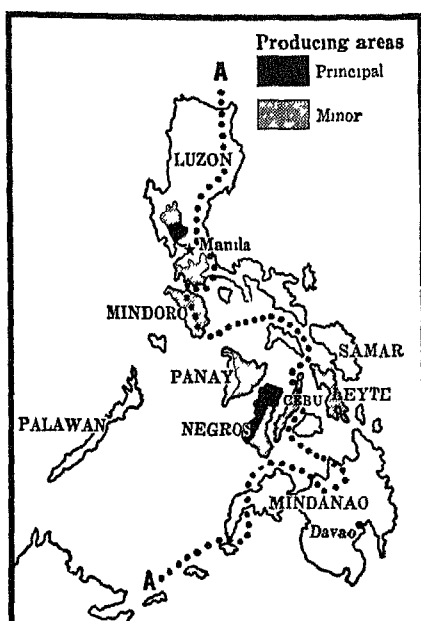 Producing areas
Principal
Minor
A
LUZON
Manila
MINDORO
SAMAR
PANAY
LEYTE
CEBU
PALAWAN
NEGROS
MINDANAO
Davao
A